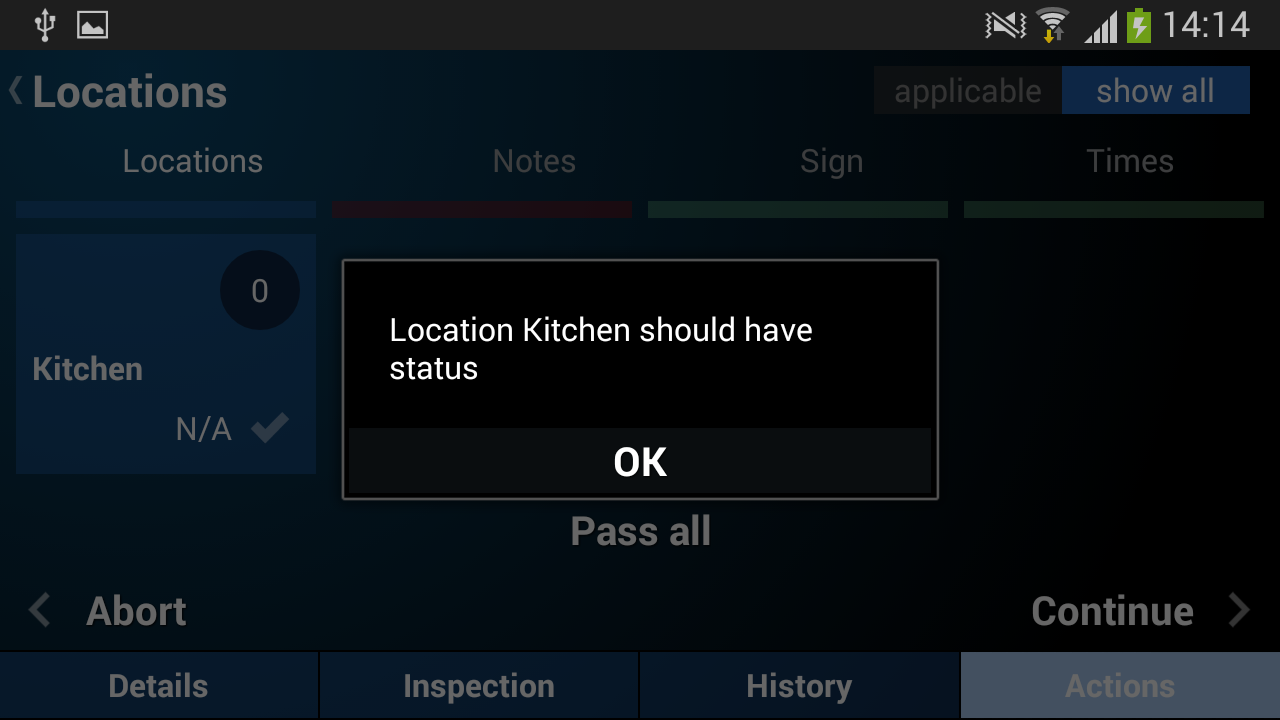 14:14
Locations
applicable
show all
Locations
Notes
Sign
Times
0
Kitchen
N/A
Location Kitchen should have
status
OK
Pass all
Abort
Continue
Details
Inspection
History
Actions